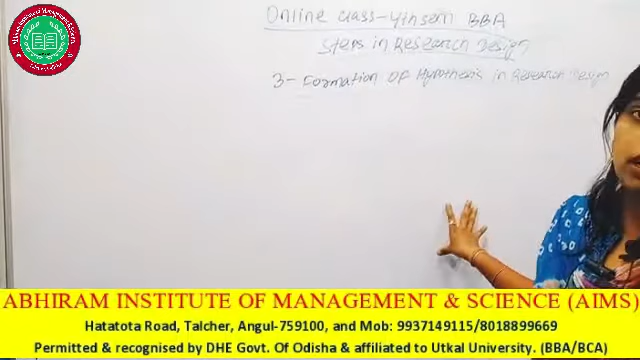 Online class-4th sem BBA
Steps in Research Design
3- Formation Of Hypothesis in Research Design
ABHIRAM INSTITUTE OF MANAGEMENT & SCIENCE (AIMS)
Hatatota Road, Talcher, Angul-759100, and Mob: 9937149115/8018899669
Permitted & recognised by DHE Govt. Of Odisha & affiliated to Utkal University. (BBA/BCA)